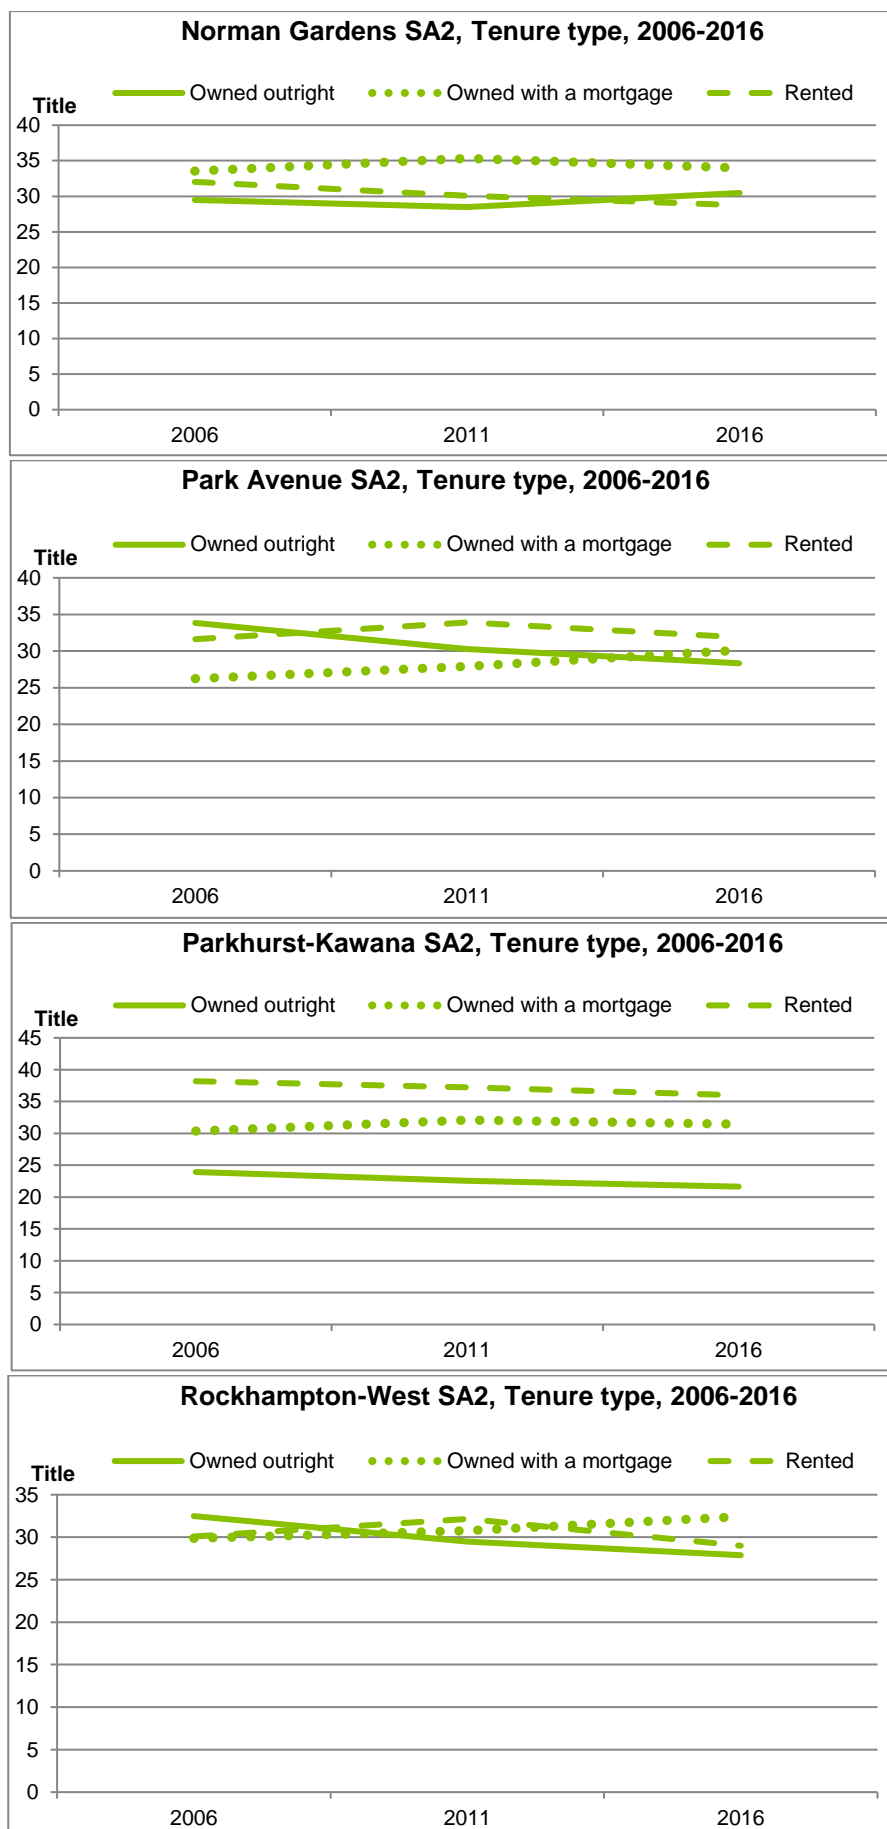 Norman Gardens SA2, Tenure type, 2006-2016
Owned outright Owned with a mortgage Rented
Title
40
35
30
25
20
15
10
5
0
2006 2011 2016
Park Avenue SA2, Tenure type, 2006-2016
Owned outright Owned with a mortgage Rented
Title
40
35
30
25
20
15
10
5
0
2006 2011 2016
Parkhurst-Kawana SA2, Tenure type, 2006-2016
Owned outright Owned with a mortgage Rented
Title
45
40
35
30
25
20
15
10
5
0
2006 2011 2016
Rockhampton-West SA2, Tenure type, 2006-2016
Owned outright Owned with a mortgage Rented
Title
35
30
25
20
15
10
5
0
2006 2011 2016